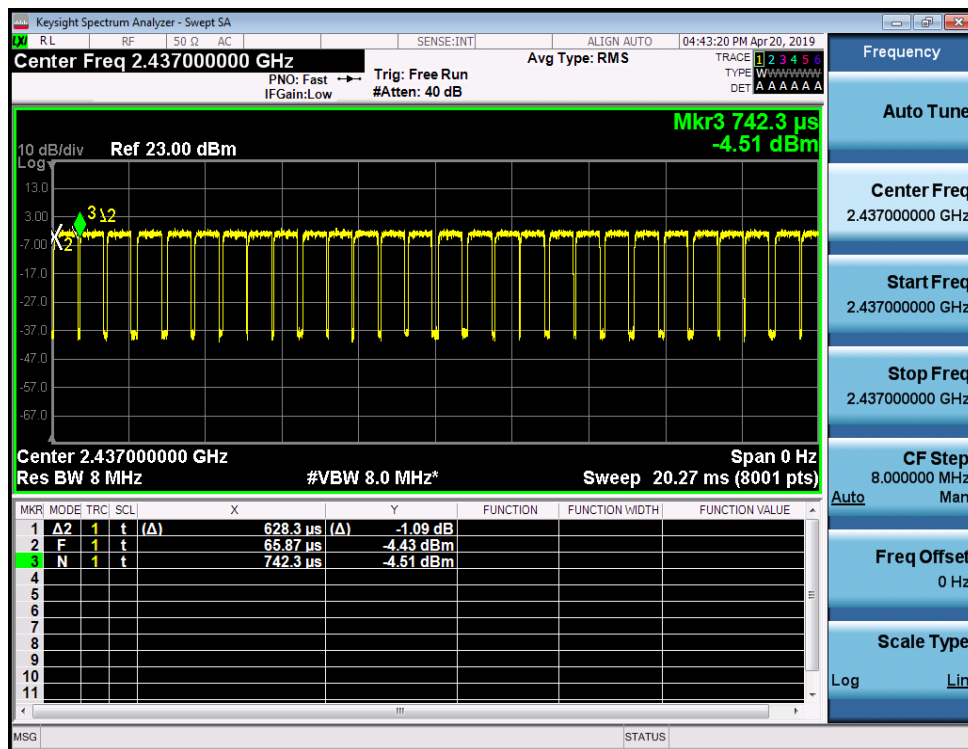 Keysight Spectrum Analyzer - Swept SA
LXI RL RF 50 Ω AC SENSE:INT ALIGN AUTO 04:43:20 PM Apr 20, 2019
Center Freq 2.437000000 GHz
Avg Type: RMS
TRACE 1 2 3 4 5 6
PNO: Fast Trig: Free Run
TYPE WWWWWW
IFGain:Low #Atten: 40 dB
DET A A A A A A
Mkr3 742.3 µs
10 dB/div Ref 23.00 dBm -4.51 dBm
Log
13.0
3.00
3 Δ2
-7.00
2
-17.0
-27.0
-37.0
-47.0
-57.0
-67.0
Center 2.437000000 GHz Span 0 Hz
Res BW 8 MHz #VBW 8.0 MHz* Sweep 20.27 ms (8001 pts)
MKR MODE TRC SCL X Y FUNCTION FUNCTION WIDTH FUNCTION VALUE
1 Δ2 1 t (Δ) 628.3 µs (Δ) -1.09 dB
2 F 1 t 65.87 µs -4.43 dBm
3 N 1 t 742.3 µs -4.51 dBm
4
5
6
7
8
9
10
11
MSG STATUS
Frequency
Auto Tune
Center Freq
2.437000000 GHz
Start Freq
2.437000000 GHz
Stop Freq
2.437000000 GHz
CF Step
8.000000 MHz
Auto Man
Freq Offset
0 Hz
Scale Type
Log Lin